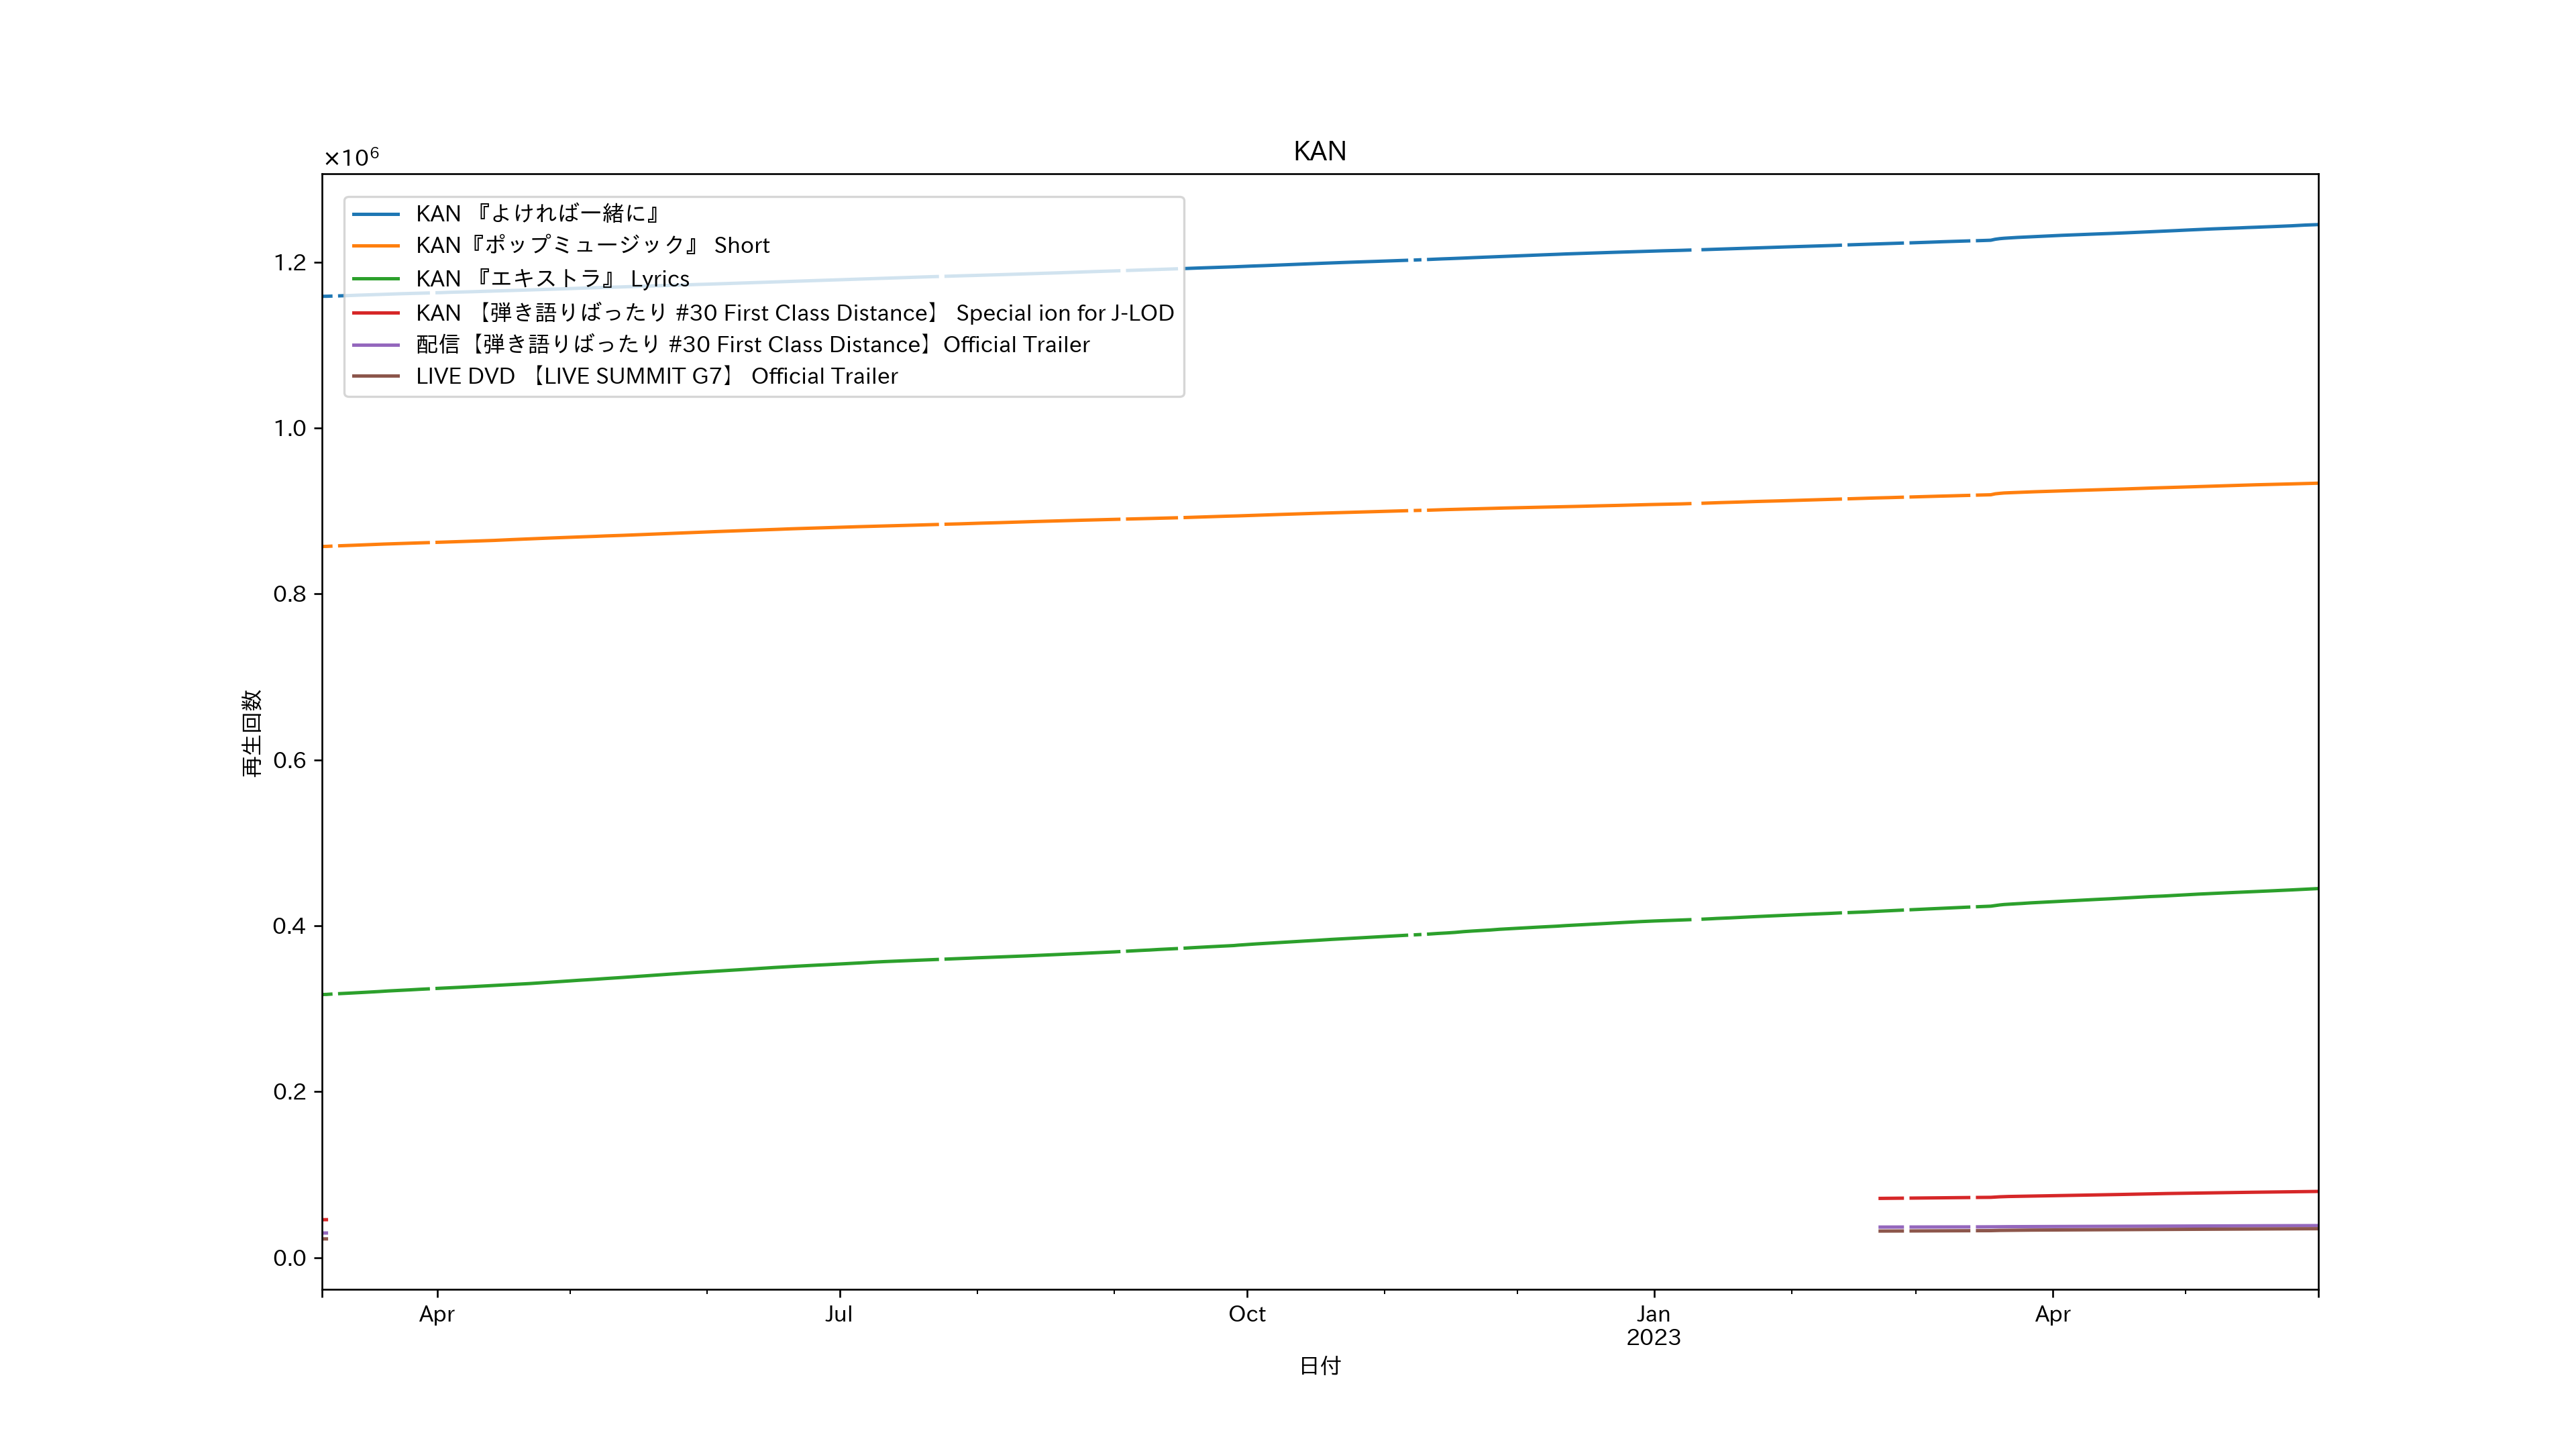 KAN
×10⁶
KAN 『よければ一緒に』
KAN『ポップミュージック』 Short
KAN 『エキストラ』 Lyrics
KAN 【弾き語りばったり #30 First Class Distance】 Special ion for J-LOD
配信【弾き語りばったり #30 First Class Distance】Official Trailer
LIVE DVD 【LIVE SUMMIT G7】 Official Trailer
1.2
1.0
0.8
0.6
0.4
0.2
0.0
再生回数
Apr Jul Oct Jan Apr
2023
日付